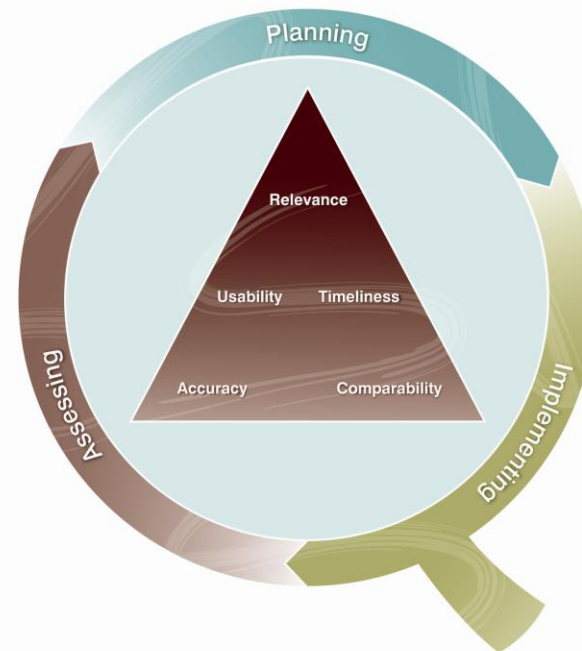 Planning
Relevance
Usability Timeliness
Accuracy Comparability
Assessing
Implementing